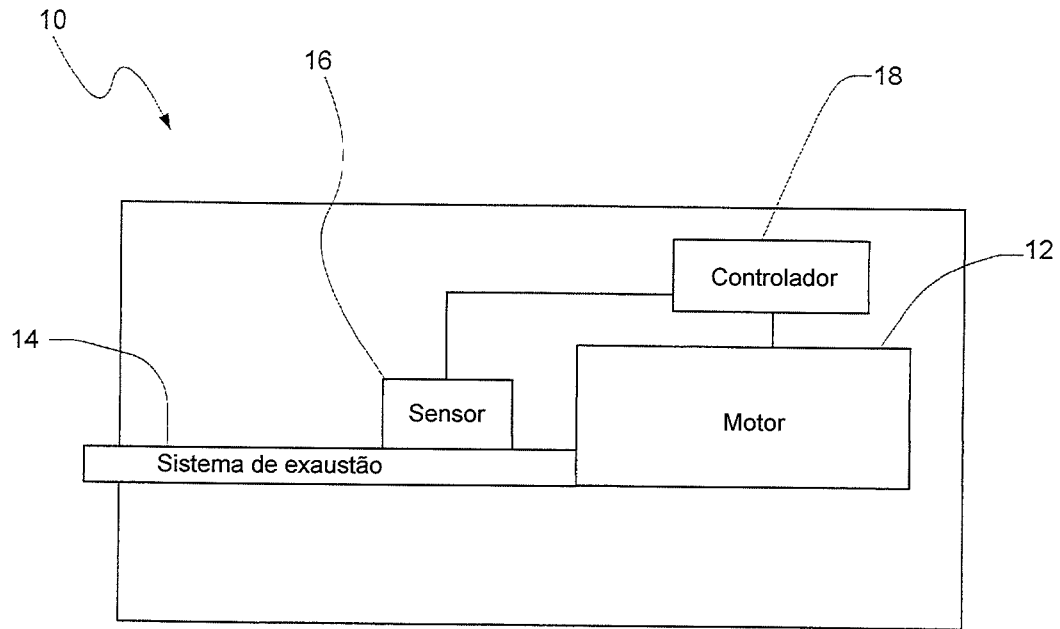 10
16
18
Controlador
12
14
Sensor
Motor
Sistema de exaustão